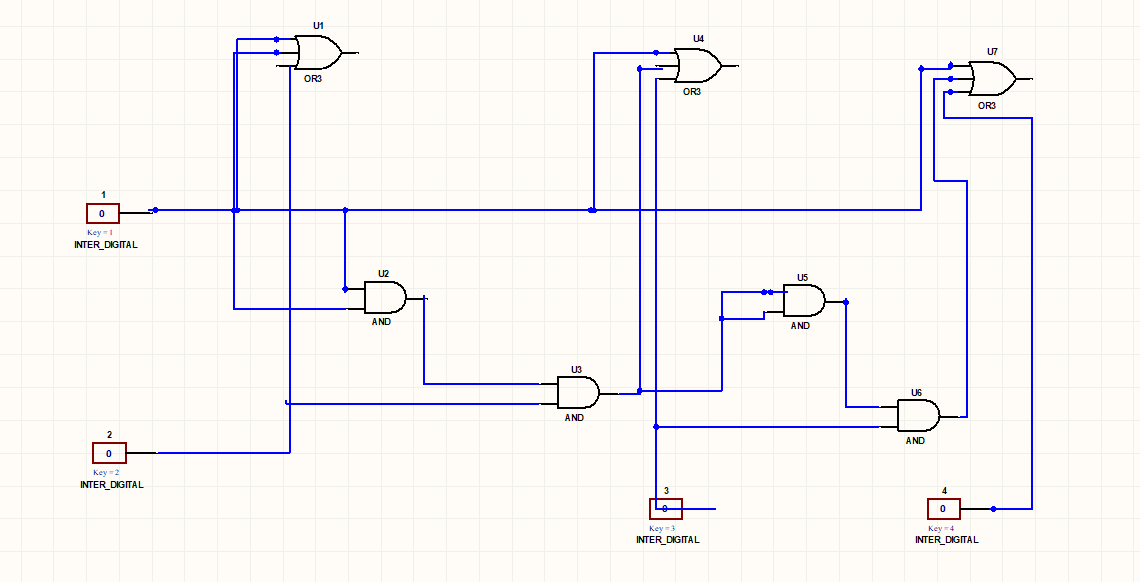 U1
OR3
U4
OR3
U7
OR3
1
0
Key = 1
INTER_DIGITAL
U2
AND
U5
AND
U3
AND
U6
AND
2
0
Key = 2
INTER_DIGITAL
3
0
Key = 3
INTER_DIGITAL
4
0
Key = 4
INTER_DIGITAL